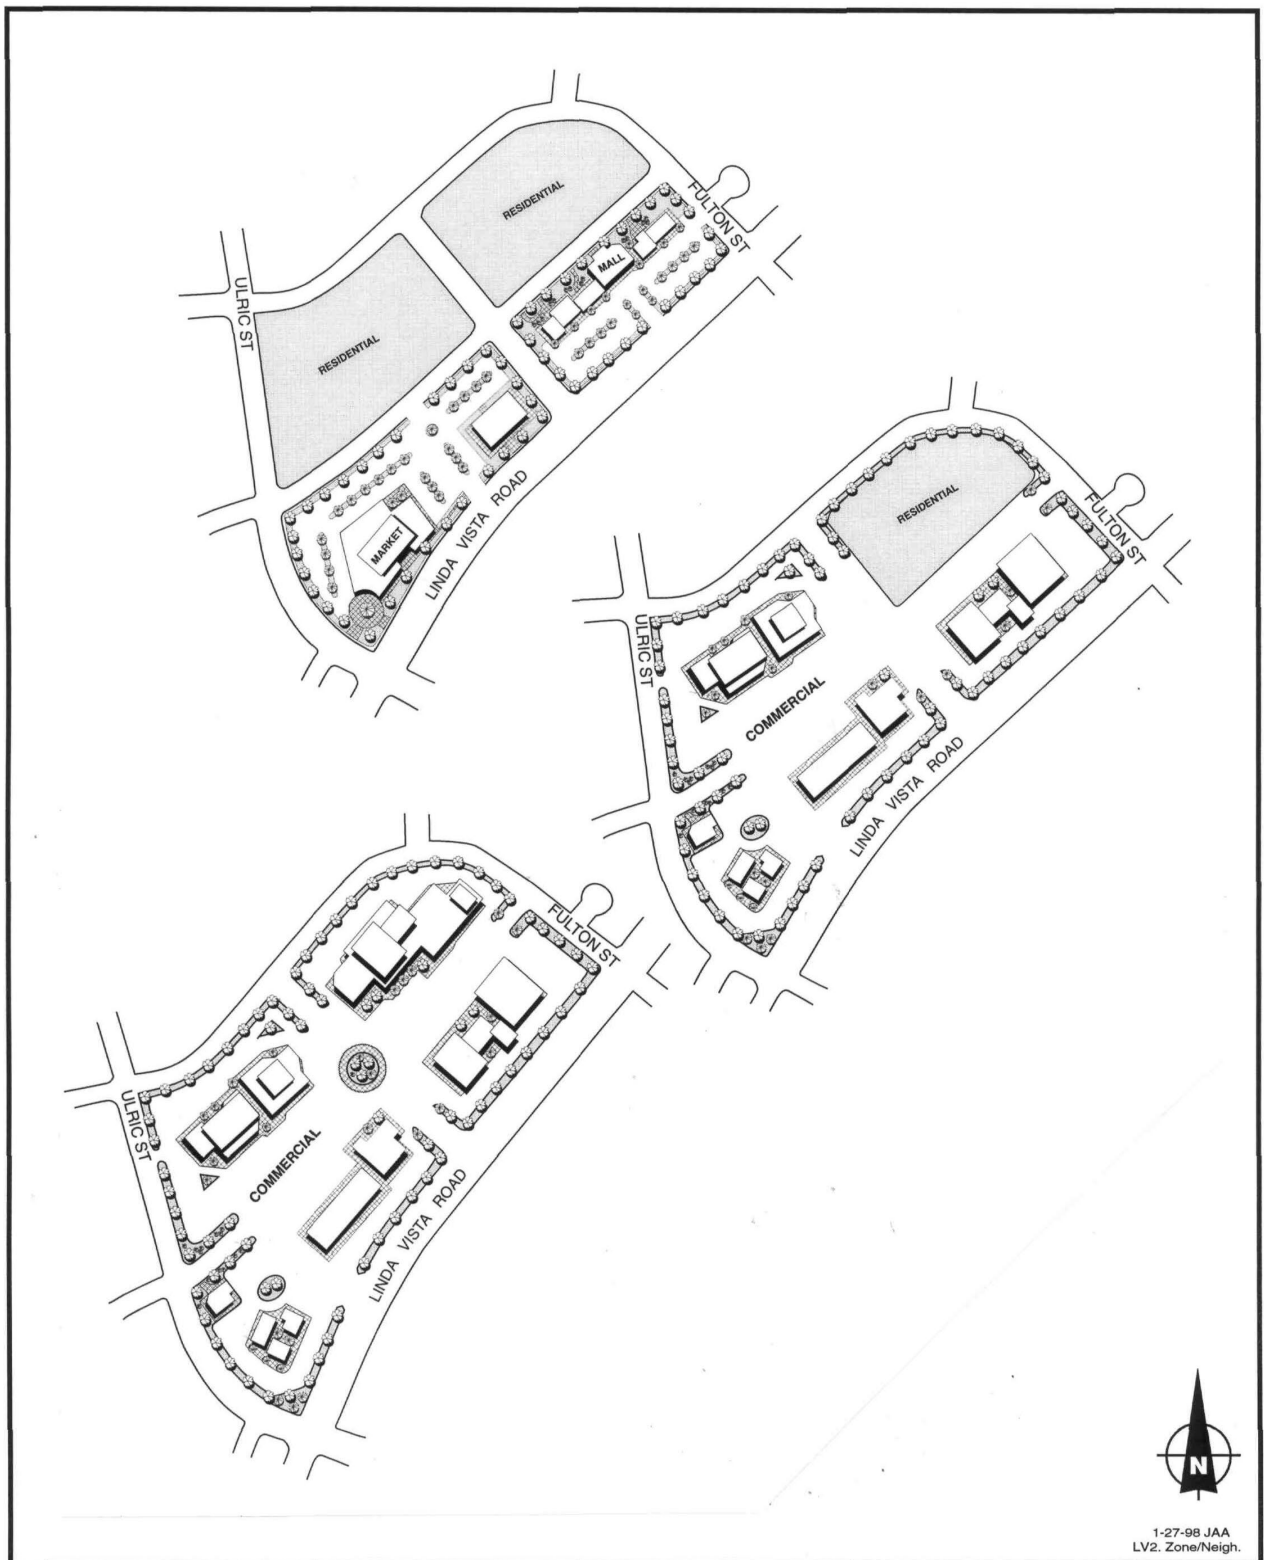 RESIDENTIAL
FULTON ST
MALL
ULRIC ST
RESIDENTIAL
MARKET
LINDA VISTA ROAD
RESIDENTIAL
FULTON ST
ULRIC ST
COMMERCIAL
LINDA VISTA ROAD
FULTON ST
ULRIC ST
COMMERCIAL
LINDA VISTA ROAD
N
1-27-98 JAA
LV2. Zone/Neigh.